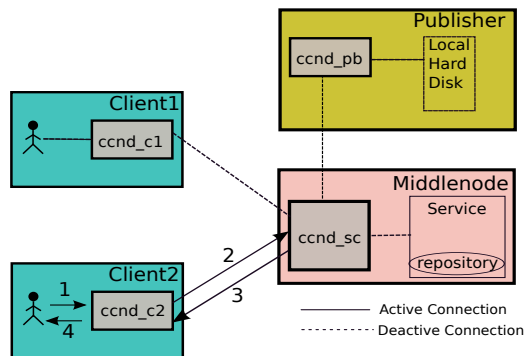 Publisher
ccnd_pb
Local
Hard
Disk
Client1
ccnd_c1
Middlenode
ccnd_sc
Service
repository
Client2
ccnd_c2
1
4
2
3
Active Connection
Deactive Connection